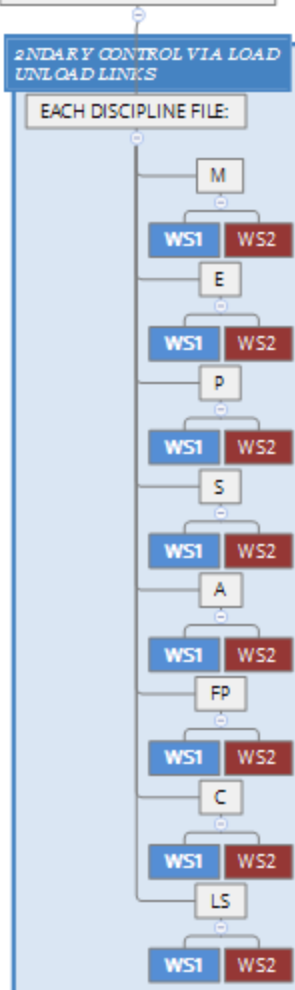 2NDARY CONTROL VIA LOAD
UNLOAD LINKS
EACH DISCIPLINE FILE:
M
WS1 WS2
E
WS1 WS2
P
WS1 WS2
S
WS1 WS2
A
WS1 WS2
FP
WS1 WS2
C
WS1 WS2
LS
WS1 WS2